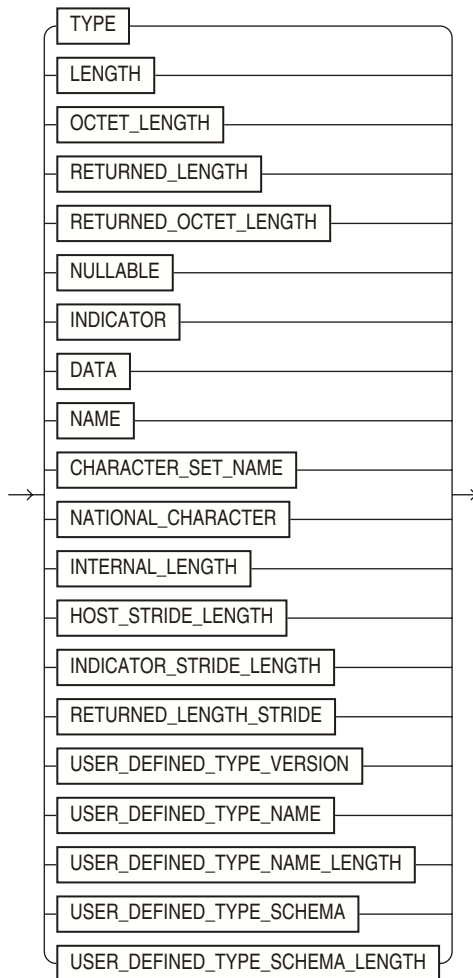 TYPE
LENGTH
OCTET_LENGTH
RETURNED_LENGTH
RETURNED_OCTET_LENGTH
NULLABLE
INDICATOR
DATA
NAME
CHARACTER_SET_NAME
NATIONAL_CHARACTER
INTERNAL_LENGTH
HOST_STRIDE_LENGTH
INDICATOR_STRIDE_LENGTH
RETURNED_LENGTH_STRIDE
USER_DEFINED_TYPE_VERSION
USER_DEFINED_TYPE_NAME
USER_DEFINED_TYPE_NAME_LENGTH
USER_DEFINED_TYPE_SCHEMA
USER_DEFINED_TYPE_SCHEMA_LENGTH